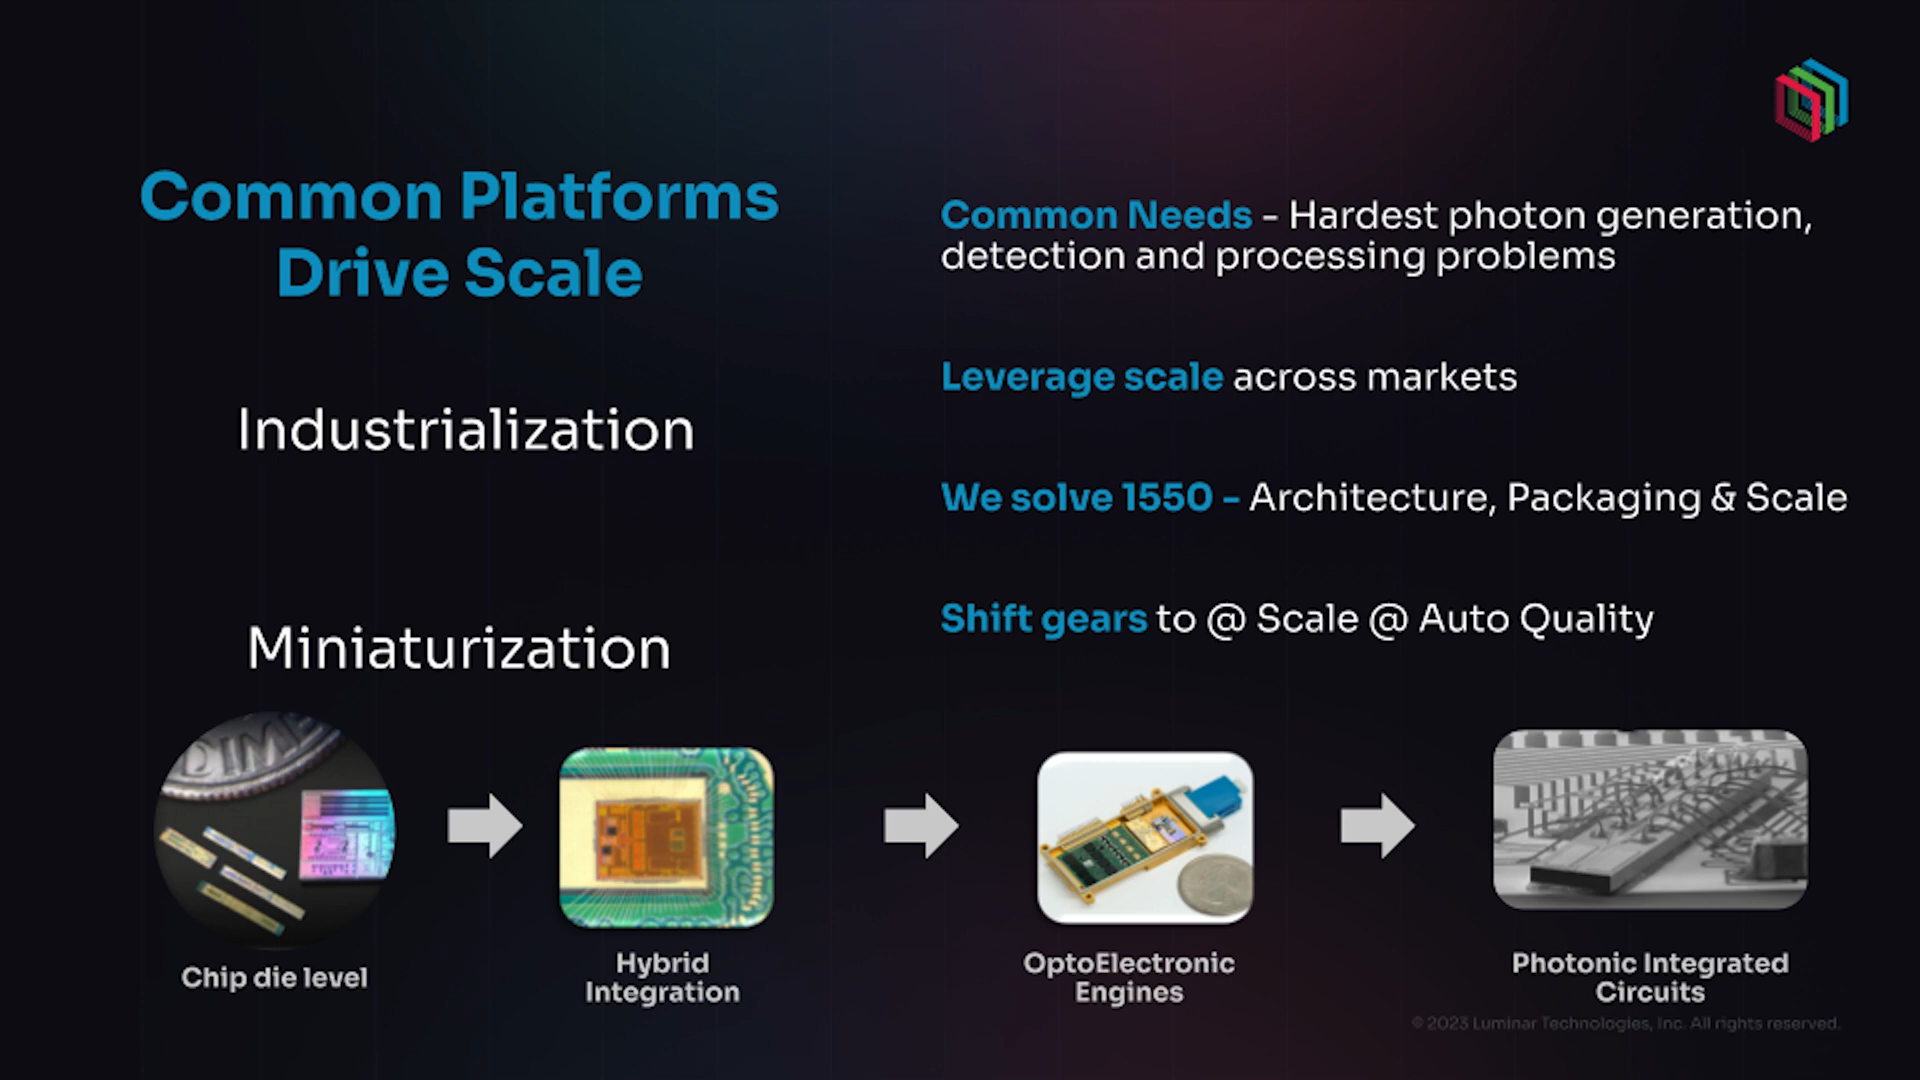 Common Platforms
Drive Scale
Industrialization
Miniaturization
Common Needs - Hardest photon generation,
detection and processing problems
Leverage scale across markets
We solve 1550 - Architecture, Packaging & Scale
Shift gears to @ Scale @ Auto Quality
DIME
Chip die level
Hybrid
Integration
OptoElectronic
Engines
Photonic Integrated
Circuits
© 2023 Luminar Technologies, Inc. All rights reserved.